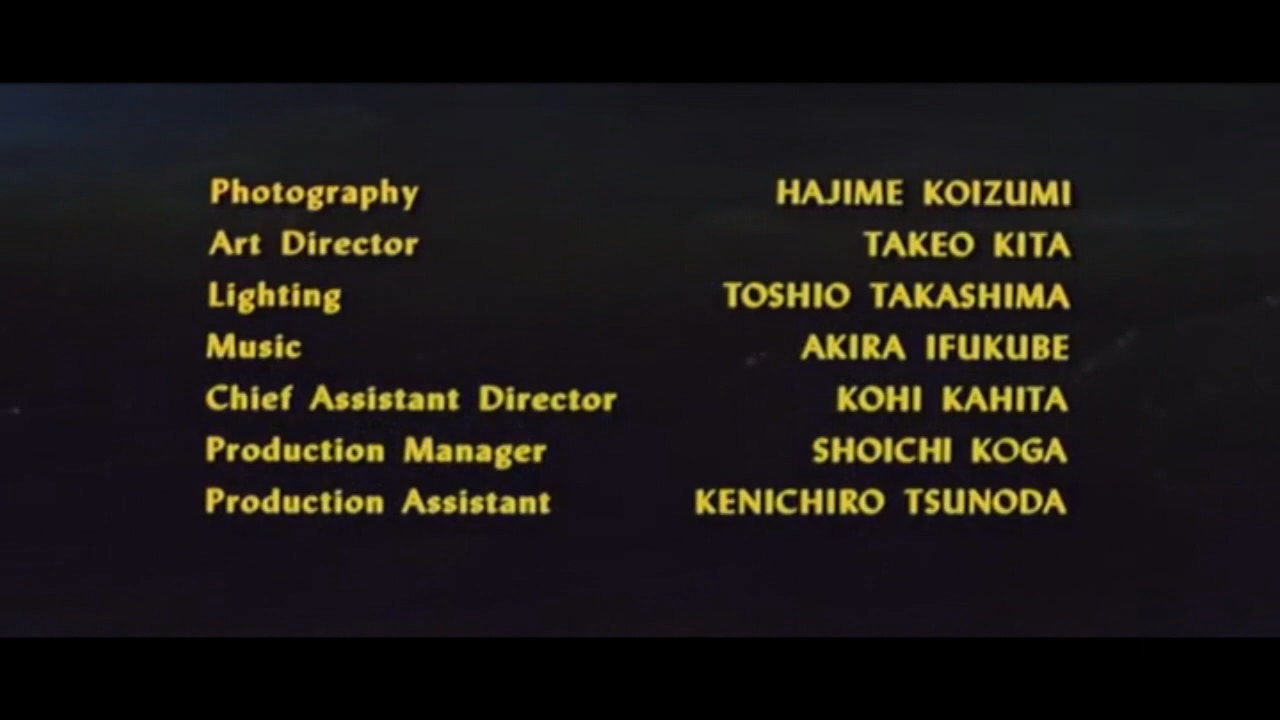 Photography HAJIME KOIZUMI
Art Director TAKEO KITA
Lighting TOSHIO TAKASHIMA
Music AKIRA IFUKUBE
Chief Assistant Director KOHI KAHITA
Production Manager SHOICHI KOGA
Production Assistant KENICHIRO TSUNODA